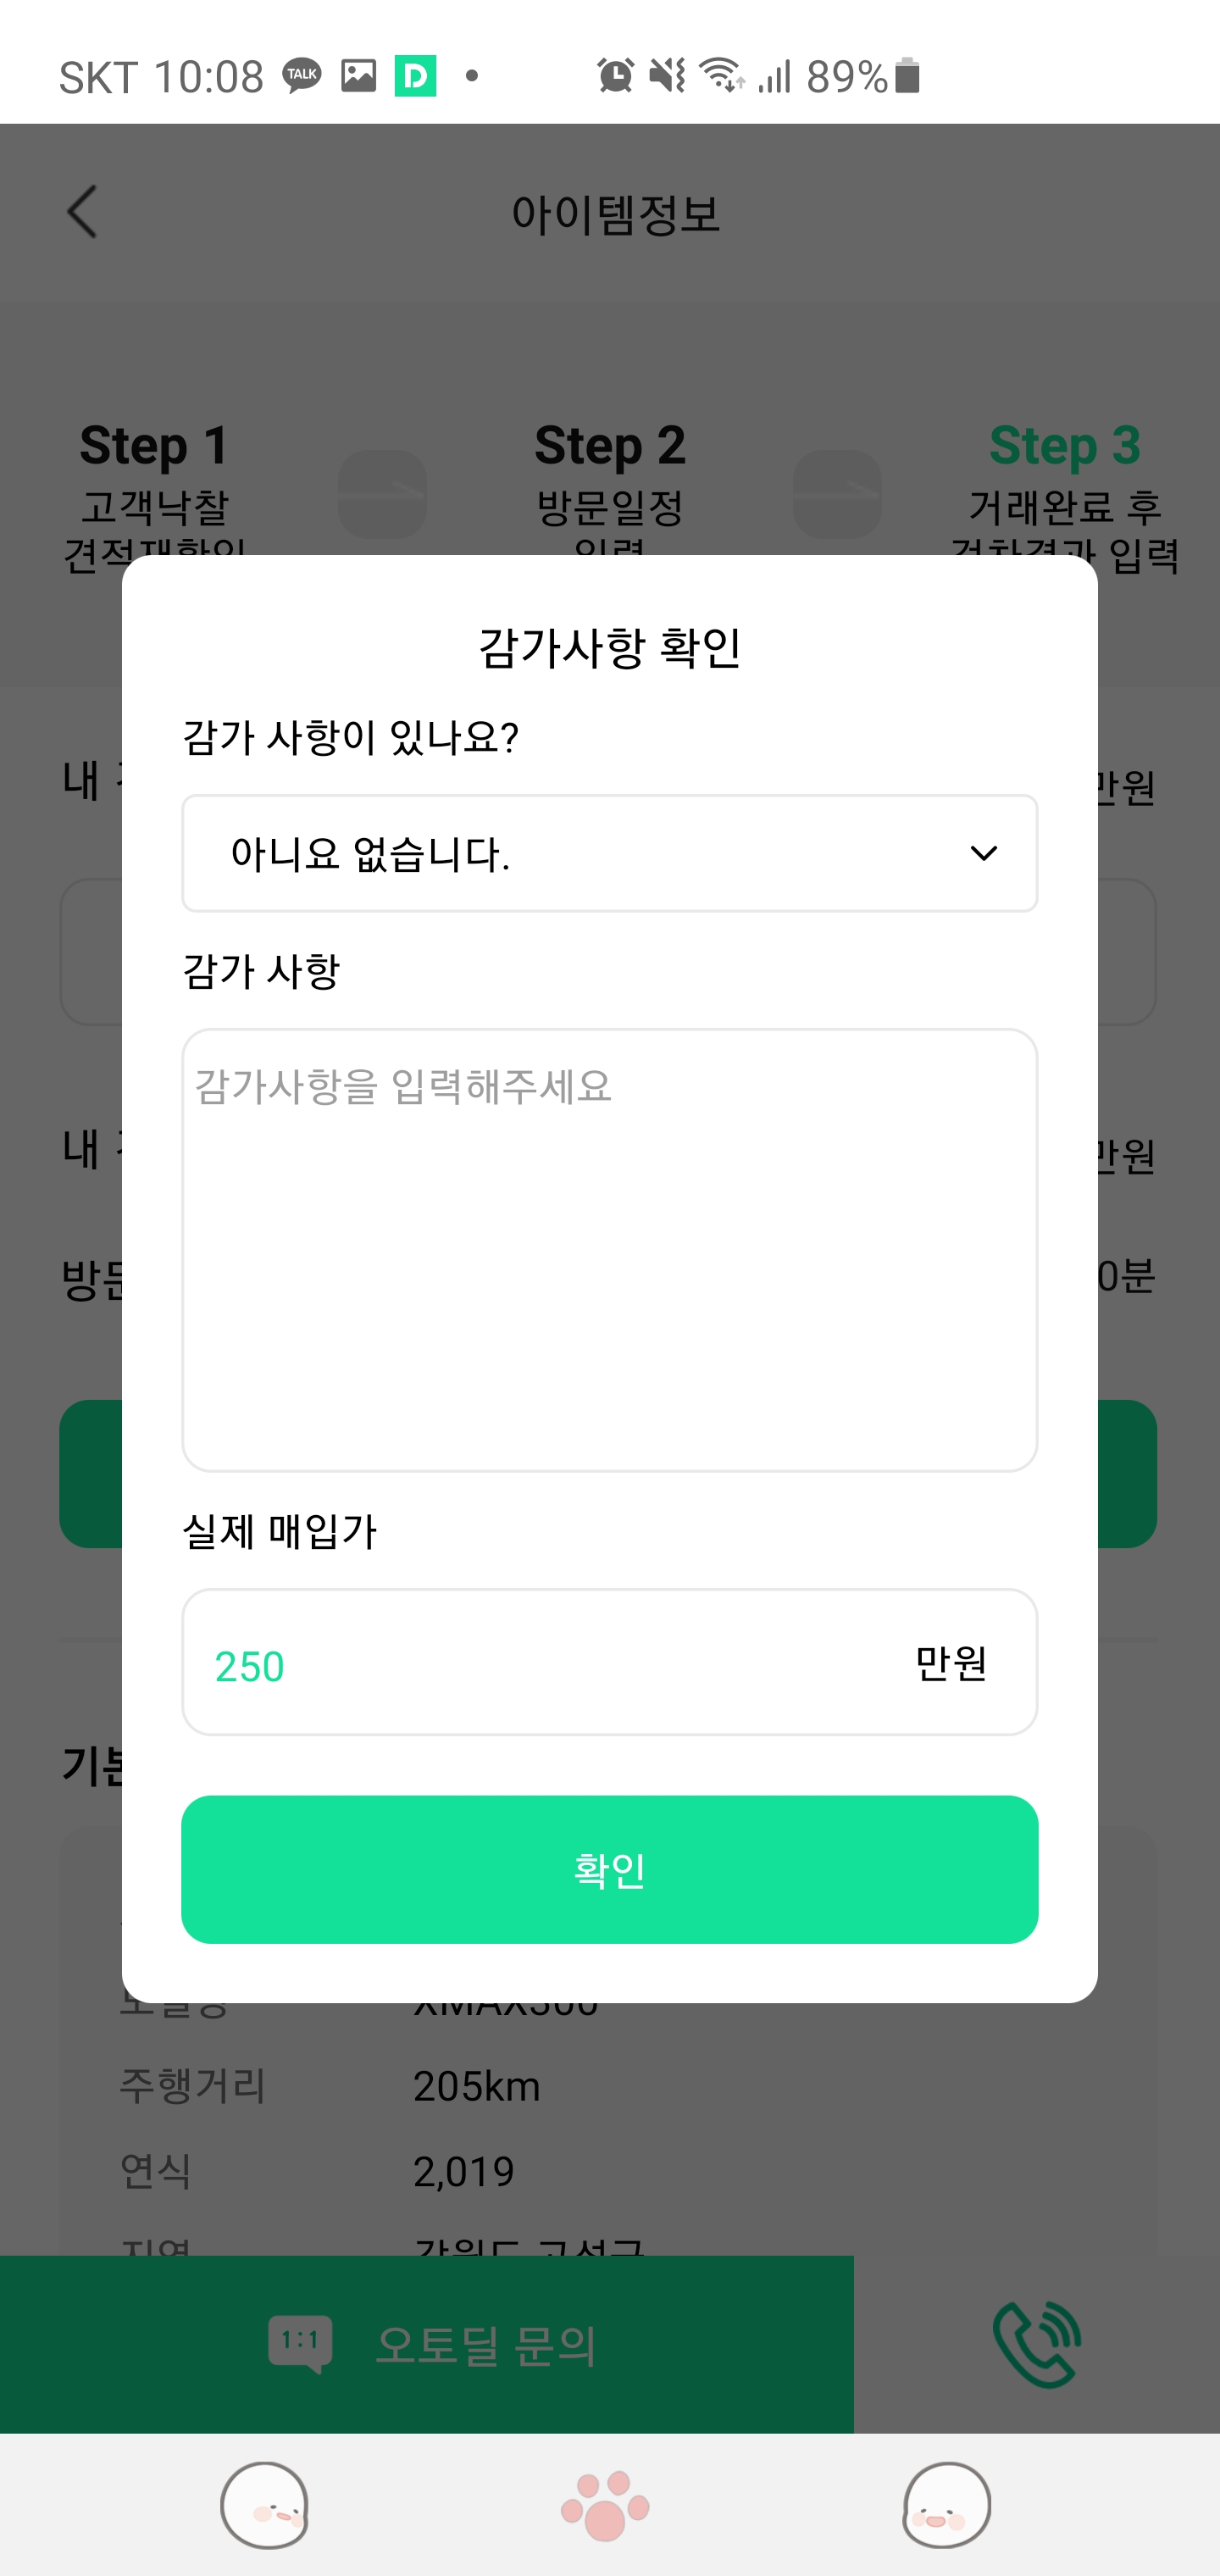 SKT 10:08 TALK D 89%
아이템정보
Step 1 Step 2 Step 3
고객낙찰 방문일정 거래완료 후
견적재확인 입력 검차결과 입력
감가사항 확인
감가 사항이 있나요?
내 만원
아니요 없습니다.
감가 사항
감가사항을 입력해주세요
내 만원
방문 0분
실제 매입가
250 만원
기본
확인
모델명 XMAX300
주행거리 205km
연식 2,019
지역 강원도 고성군
1:1 오토딜 문의